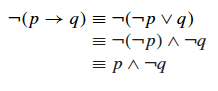 ¬(p → q) ≡ ¬(¬p ∨ q)
≡ ¬(¬p) ∧ ¬q
≡ p ∧ ¬q